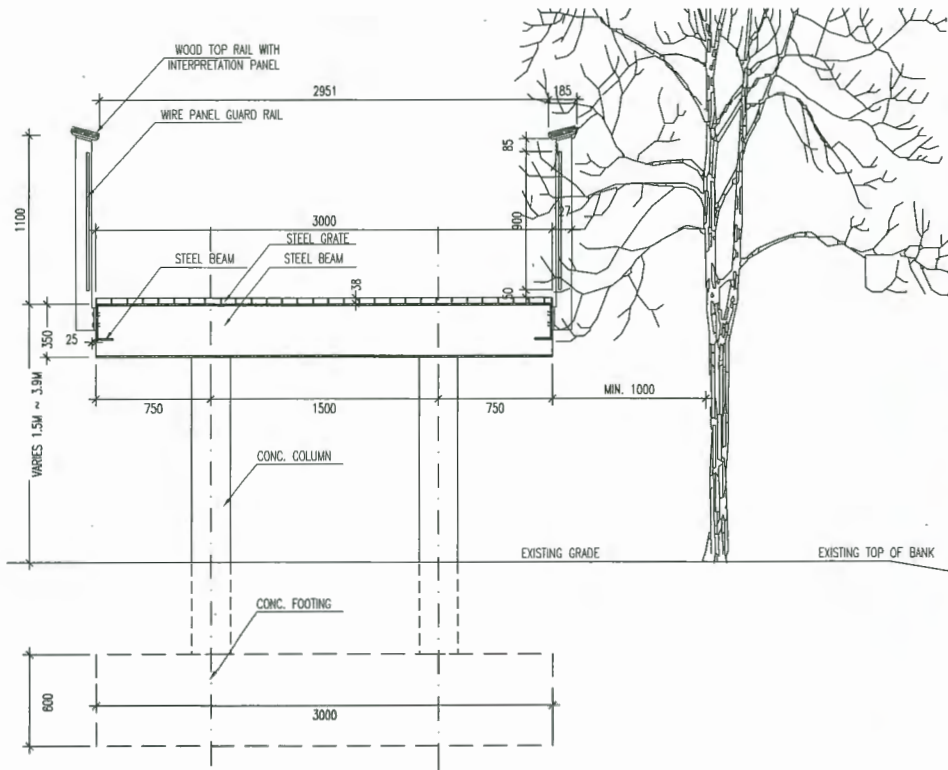 WOOD TOP RAIL WITH
INTERPRETATION PANEL
2951
185
WIRE PANEL GUARD RAIL
85
1100
900
27
3000
STEEL GRATE
STEEL BEAM
STEEL BEAM
38
50
25
350
MIN. 1000
750
1500
750
VARIES 1.5M ~ 3.9M
CONC. COLUMN
EXISTING GRADE
EXISTING TOP OF BANK
CONC. FOOTING
600
3000